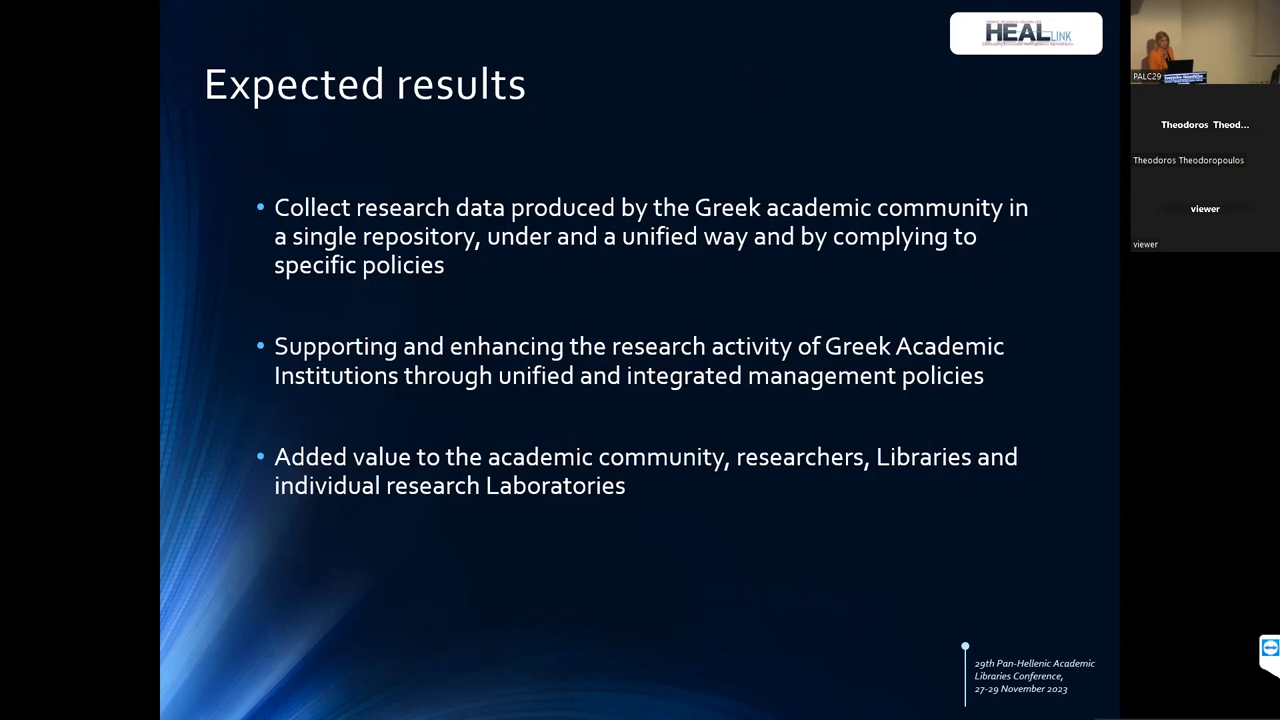 HEAL LINK
Expected results
Collect research data produced by the Greek academic community in
a single repository, under and a unified way and by complying to
specific policies
Supporting and enhancing the research activity of Greek Academic
Institutions through unified and integrated management policies
Added value to the academic community, researchers, Libraries and
individual research Laboratories
29th Pan-Hellenic Academic
Libraries Conference,
27-29 November 2023
PALC29
Theodoros Theod...
Theodoros Theodoropoulos
viewer
viewer